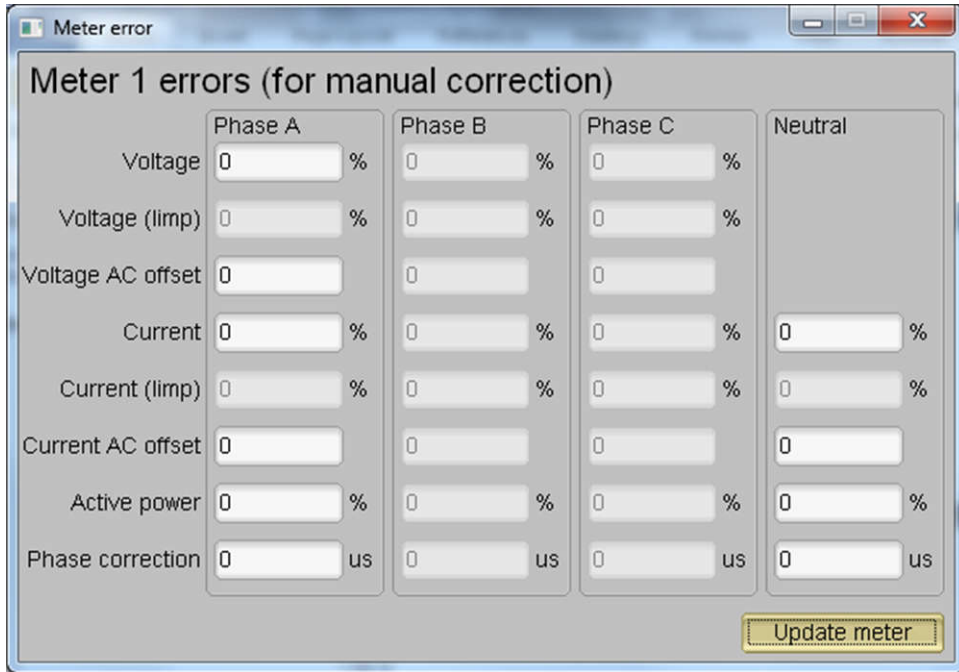 Meter error
Meter 1 errors (for manual correction)
Phase A Phase B Phase C Neutral
Voltage 0 % 0 % 0 %
Voltage (limp) 0 % 0 % 0 %
Voltage AC offset 0 0 0
Current 0 % 0 % 0 % 0 %
Current (limp) 0 % 0 % 0 % 0 %
Current AC offset 0 0 0 0
Active power 0 % 0 % 0 % 0 %
Phase correction 0 us 0 us 0 us 0 us
Update meter